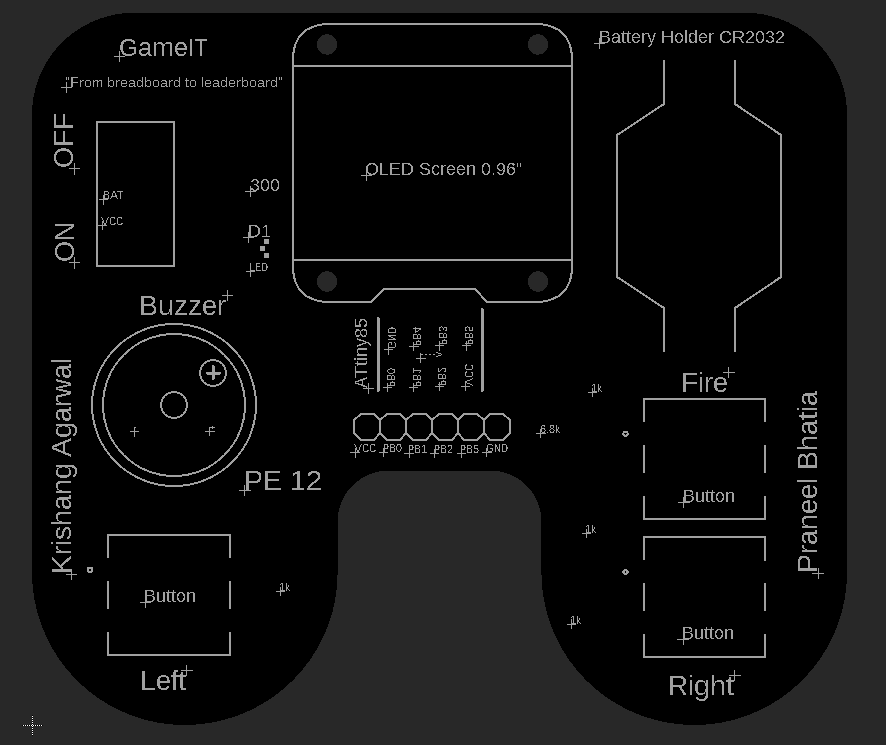 GameIT
Battery Holder CR2032
"From breadboard to leaderboard"
OFF
OLED Screen 0.96"
300
BAT
VCC
ON
D1
LED
Buzzer
ATtiny85
GND
PB4
PB3
PB5
PB0
PB1
PB2
VCC
Fire
1k
Krishang Agarwal
Praneel Bhatia
6.8k
VCC PB0 PB1 PB2 PB5 GND
PE 12
Button
1k
Button
1k
1k
Button
Left
Right